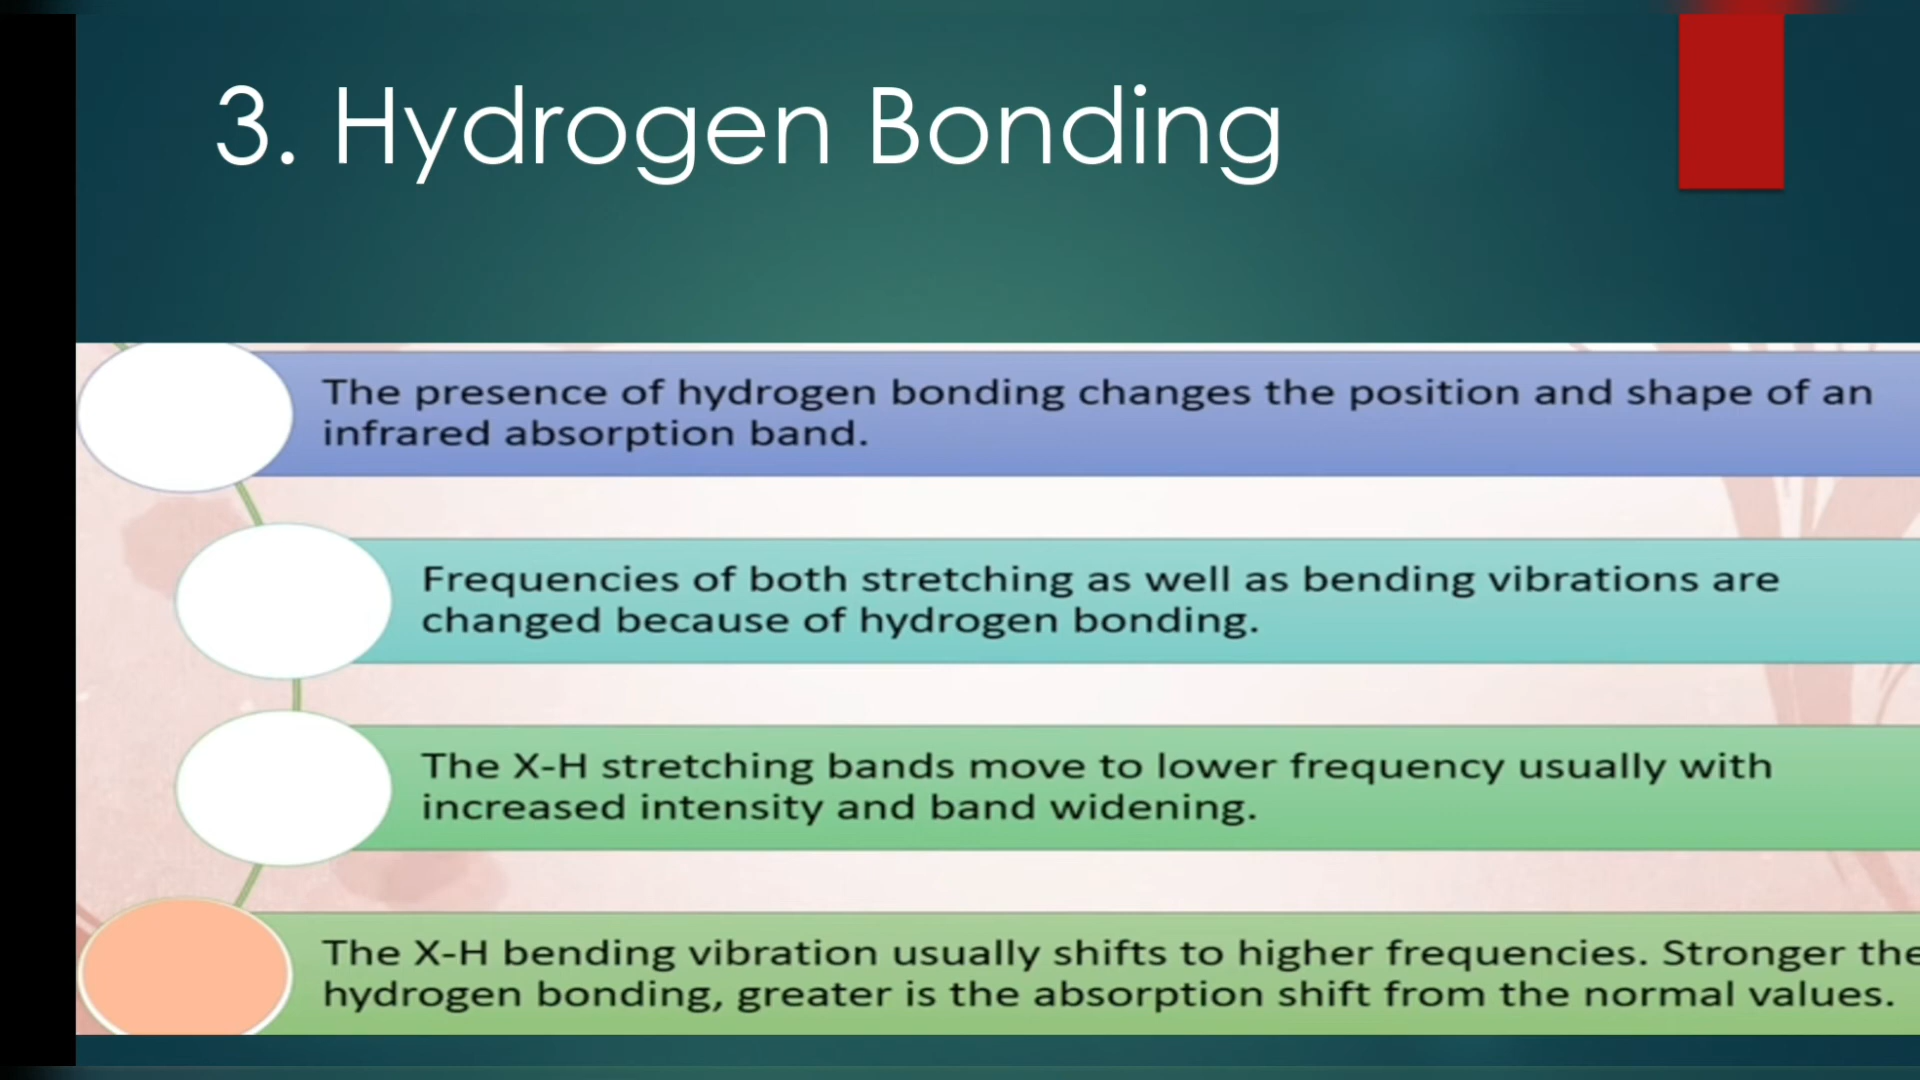 3. Hydrogen Bonding
The presence of hydrogen bonding changes the position and shape of an
infrared absorption band.
Frequencies of both stretching as well as bending vibrations are
changed because of hydrogen bonding.
The X-H stretching bands move to lower frequency usually with
increased intensity and band widening.
The X-H bending vibration usually shifts to higher frequencies. Stronger the
hydrogen bonding, greater is the absorption shift from the normal values.